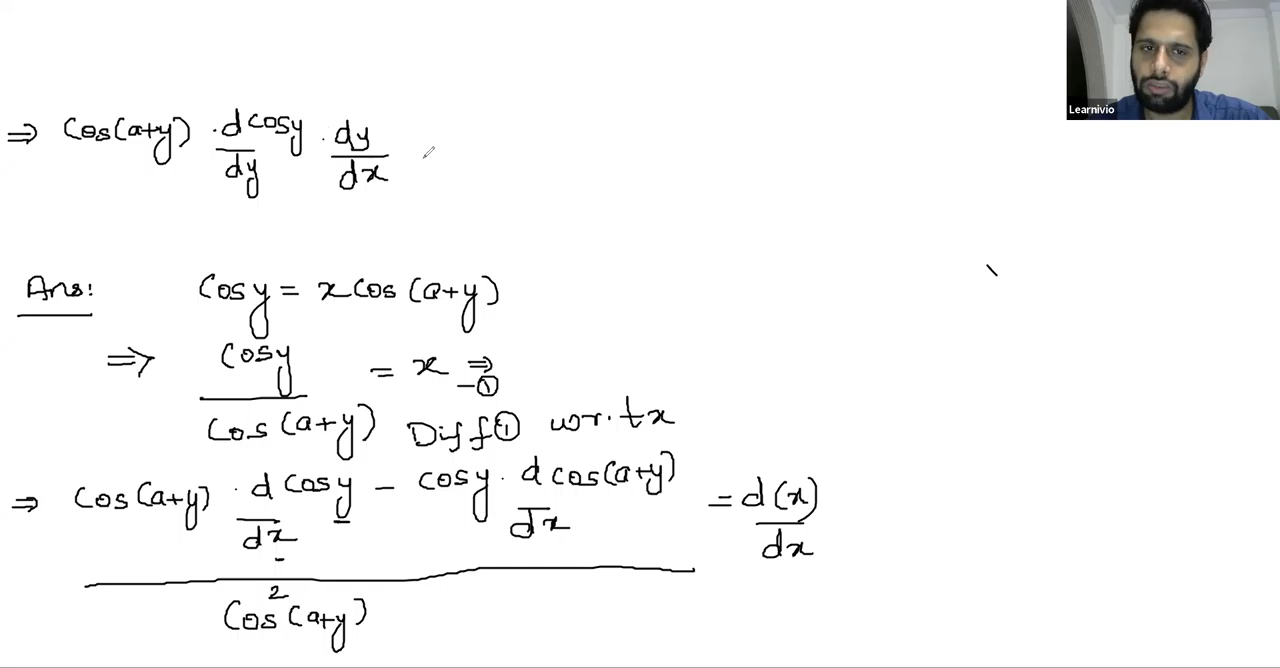 Learnivio
⇒ Cos(a+y) · d cosy/dy · dy/dx
Ans:
Cosy = x Cos (a+y)
⇒ Cosy/Cos(a+y) = x ⇒ -①
Diff ① w.r.t x
⇒ (Cos(a+y) · d/dx Cosy - Cosy · d/dx cos(a+y))/Cos²(a+y) = d(x)/dx